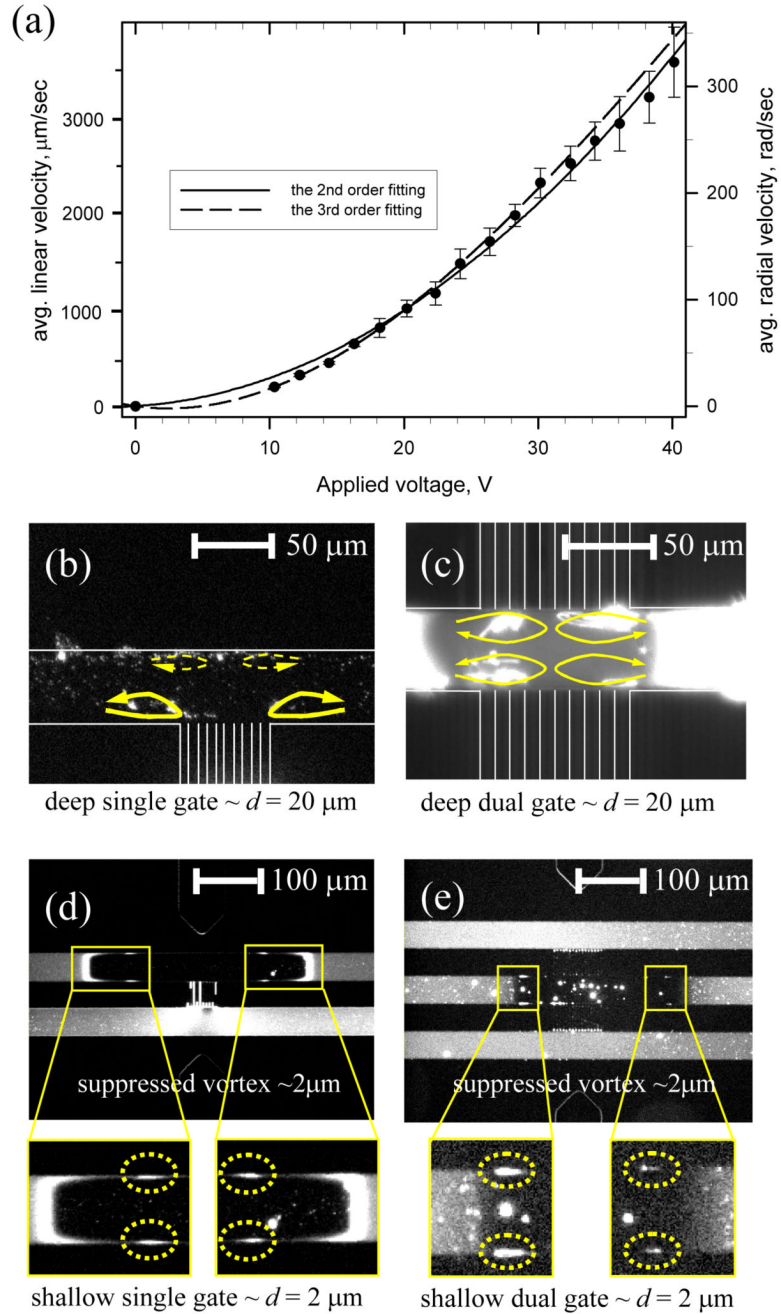 (a)
avg. linear velocity, μm/sec
3000
2000
1000
0
the 2nd order fitting
the 3rd order fitting
300
200
100
0
avg. radial velocity, rad/sec
0 10 20 30 40
Applied voltage, V
(b)
50 μm
deep single gate ~ d = 20 μm
(c)
50 μm
deep dual gate ~ d = 20 μm
(d)
100 μm
suppressed vortex ~2μm
shallow single gate ~ d = 2 μm
(e)
100 μm
suppressed vortex ~2μm
shallow dual gate ~ d = 2 μm